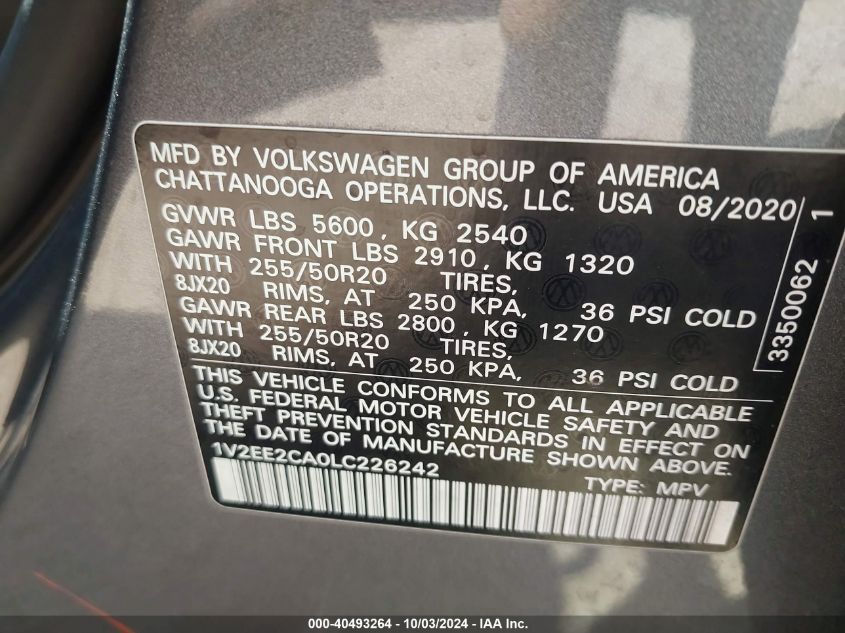 MFD BY VOLKSWAGEN GROUP OF AMERICA
CHATTANOOGA OPERATIONS, LLC. USA 08/2020
GVWR LBS 5600, KG 2540
GAWR FRONT LBS 2910, KG 1320
WITH 255/50R20 TIRES,
8JX20 RIMS, AT 250 KPA, 36 PSI COLD
GAWR REAR LBS 2800, KG 1270
WITH 255/50R20 TIRES,
8JX20 RIMS, AT 250 KPA, 36 PSI COLD
THIS VEHICLE CONFORMS TO ALL APPLICABLE
U.S. FEDERAL MOTOR VEHICLE SAFETY AND
THEFT PREVENTION STANDARDS IN EFFECT ON
THE DATE OF MANUFACTURE SHOWN ABOVE.
1V2EE2CA0LC226242 TYPE: MPV
3350062 1
000-40493264 - 10/03/2024 - IAA Inc.